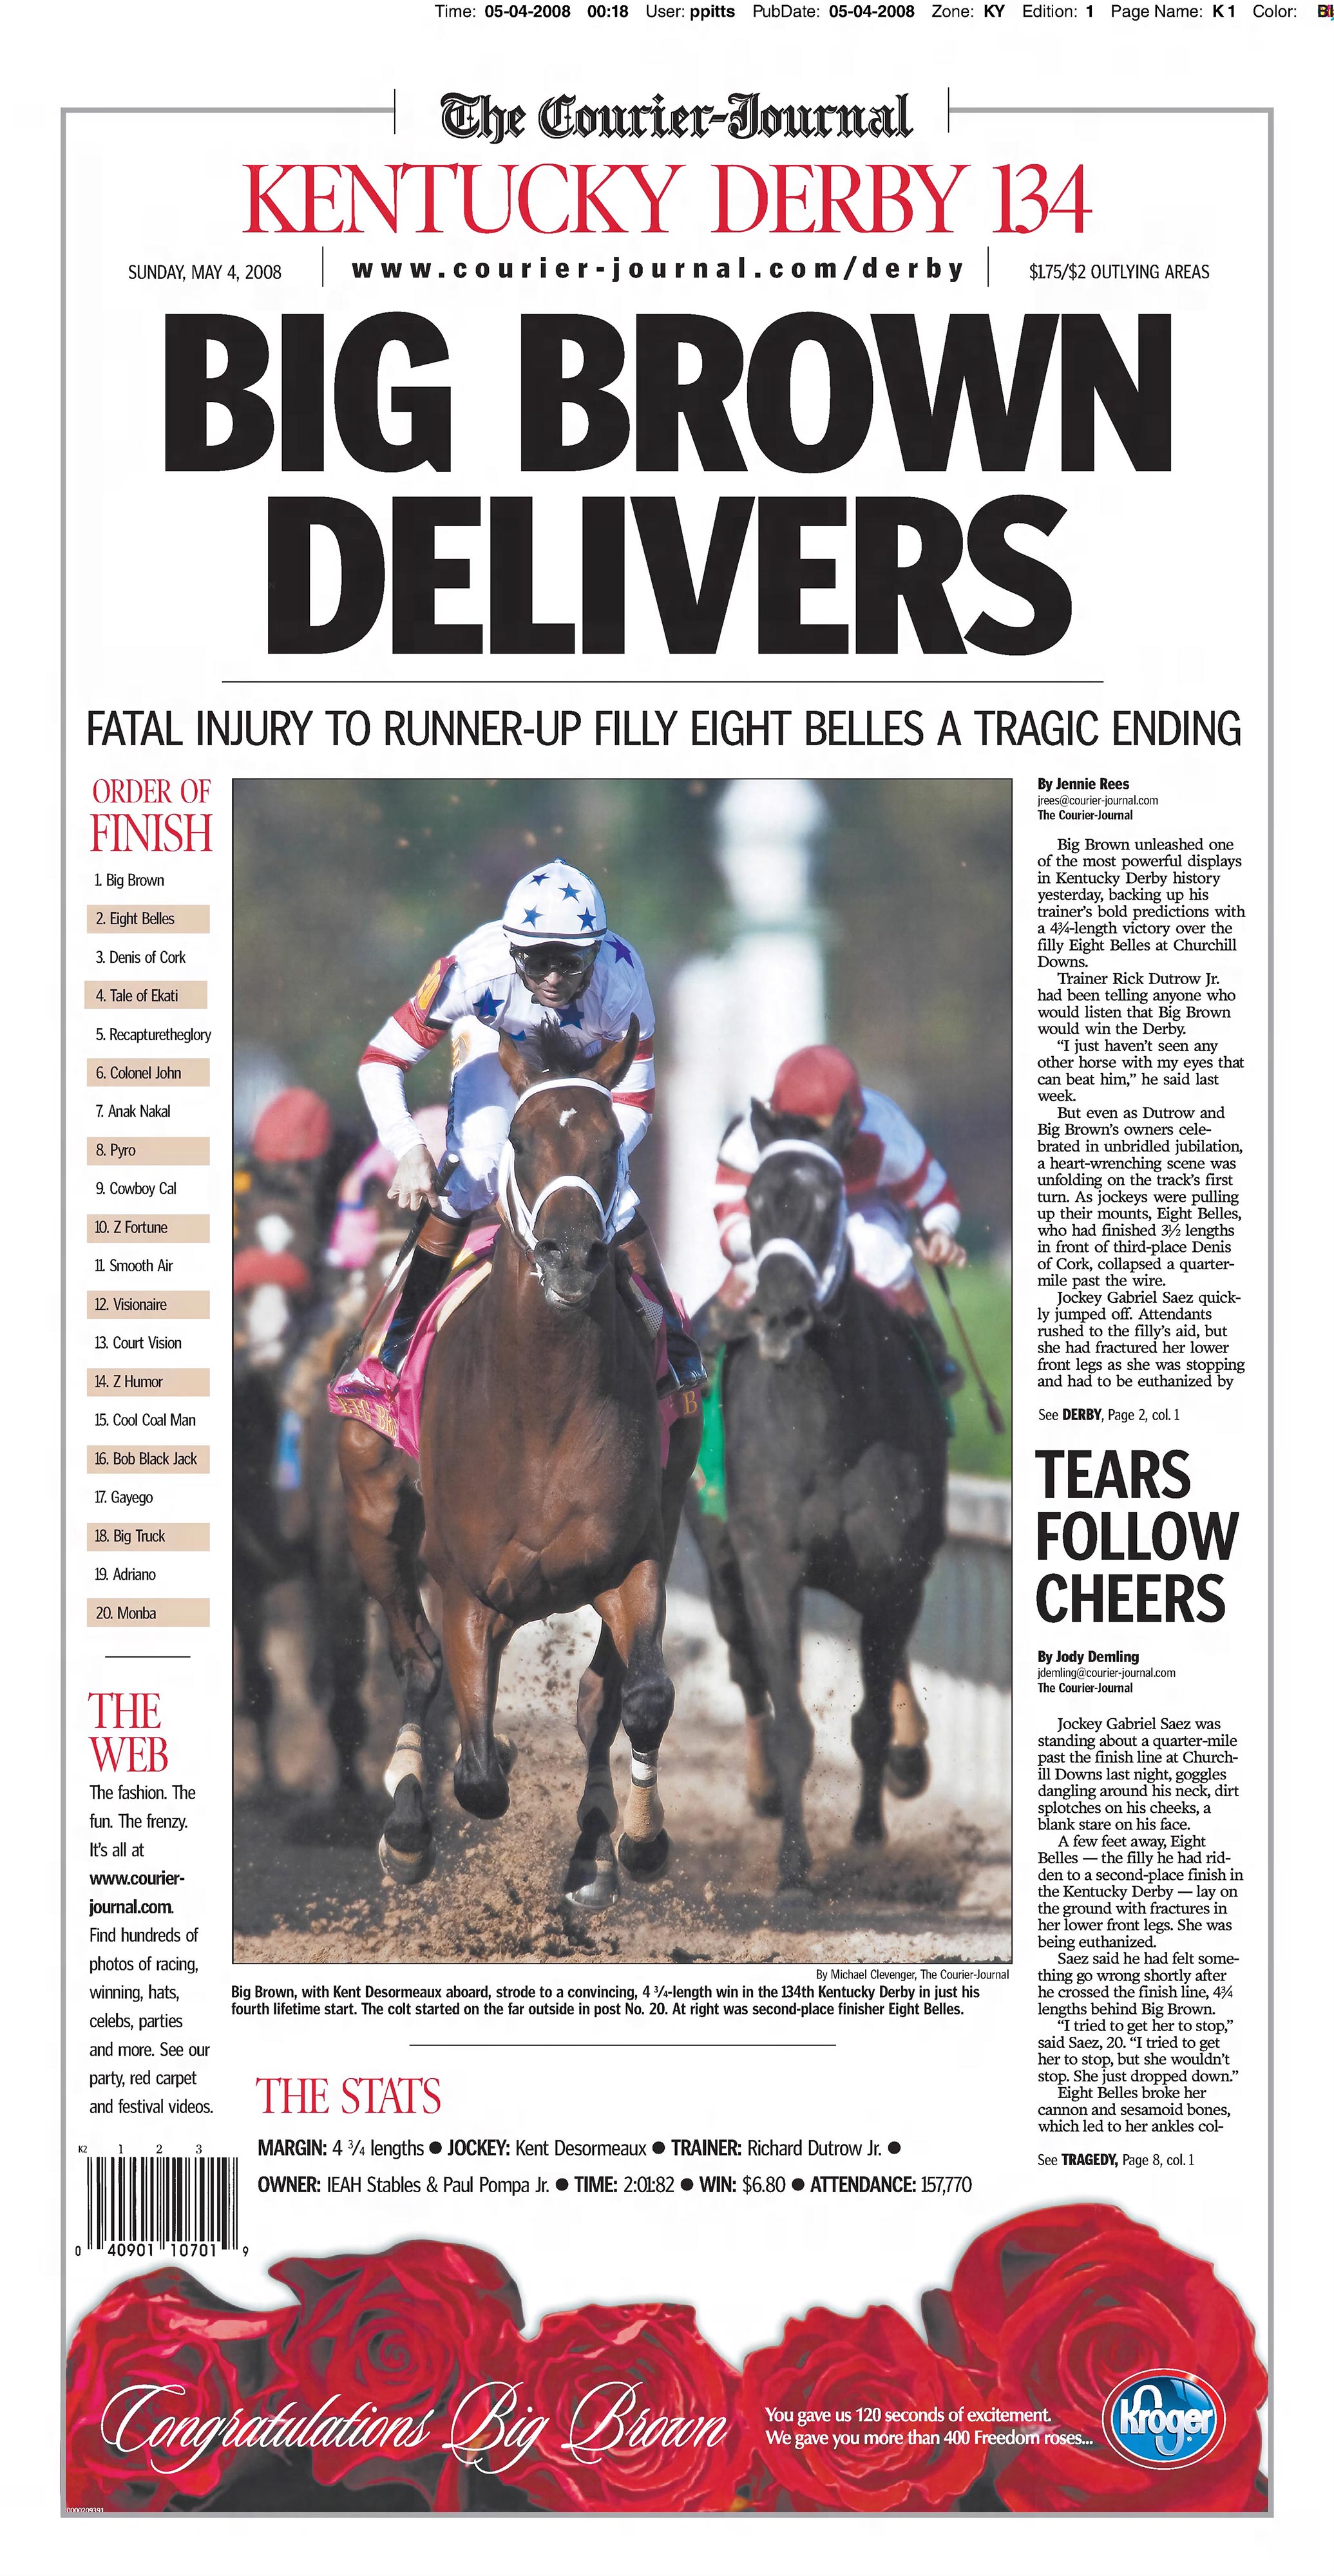 Time: 05-04-2008 00:18 User: ppitts PubDate: 05-04-2008 Zone: KY Edition: 1 Page Name: K 1 Color:
The Courier-Journal
KENTUCKY DERBY 134
SUNDAY, MAY 4, 2008
www.courier-journal.com/derby
$1.75/$2 OUTLYING AREAS
BIG BROWN
DELIVERS
FATAL INJURY TO RUNNER-UP FILLY EIGHT BELLES A TRAGIC ENDING
ORDER OF
FINISH
1. Big Brown
2. Eight Belles
3. Denis of Cork
4. Tale of Ekati
5. Recapturetheglory
6. Colonel John
7. Anak Nakal
8. Pyro
9. Cowboy Cal
10. Z Fortune
11. Smooth Air
12. Visionaire
13. Court Vision
14. Z Humor
15. Cool Coal Man
16. Bob Black Jack
17. Gayego
18. Big Truck
19. Adriano
20. Monba
THE
WEB
The fashion. The
fun. The frenzy.
It's all at
www.courier-
journal.com.
Find hundreds of
photos of racing,
winning, hats,
celebs, parties
and more. See our
party, red carpet
and festival videos.
K2 1 2 3
0 40901 10701 9
By Michael Clevenger, The Courier-Journal
Big Brown, with Kent Desormeaux aboard, strode to a convincing, 4 3/4-length win in the 134th Kentucky Derby in just his
fourth lifetime start. The colt started on the far outside in post No. 20. At right was second-place finisher Eight Belles.
THE STATS
MARGIN: 4 3/4 lengths ● JOCKEY: Kent Desormeaux ● TRAINER: Richard Dutrow Jr. ●
OWNER: IEAH Stables & Paul Pompa Jr. ● TIME: 2:01:82 ● WIN: $6.80 ● ATTENDANCE: 157,770
By Jennie Rees
jrees@courier-journal.com
The Courier-Journal
Big Brown unleashed one
of the most powerful displays
in Kentucky Derby history
yesterday, backing up his
trainer's bold predictions with
a 4¾-length victory over the
filly Eight Belles at Churchill
Downs.
Trainer Rick Dutrow Jr.
had been telling anyone who
would listen that Big Brown
would win the Derby.
“I just haven't seen any
other horse with my eyes that
can beat him,” he said last
week.
But even as Dutrow and
Big Brown's owners cele-
brated in unbridled jubilation,
a heart-wrenching scene was
unfolding on the track's first
turn. As jockeys were pulling
up their mounts, Eight Belles,
who had finished 3½ lengths
in front of third-place Denis
of Cork, collapsed a quarter-
mile past the wire.
Jockey Gabriel Saez quick-
ly jumped off. Attendants
rushed to the filly's aid, but
she had fractured her lower
front legs as she was stopping
and had to be euthanized by
See DERBY, Page 2, col. 1
TEARS
FOLLOW
CHEERS
By Jody Demling
jdemling@courier-journal.com
The Courier-Journal
Jockey Gabriel Saez was
standing about a quarter-mile
past the finish line at Church-
ill Downs last night, goggles
dangling around his neck, dirt
splotches on his cheeks, a
blank stare on his face.
A few feet away, Eight
Belles — the filly he had rid-
den to a second-place finish in
the Kentucky Derby — lay on
the ground with fractures in
her lower front legs. She was
being euthanized.
Saez said he had felt some-
thing go wrong shortly after
he crossed the finish line, 4¾
lengths behind Big Brown.
“I tried to get her to stop,”
said Saez, 20. “I tried to get
her to stop, but she wouldn't
stop. She just dropped down.”
Eight Belles broke her
cannon and sesamoid bones,
which led to her ankles col-
See TRAGEDY, Page 8, col. 1
Congratulations Big Brown
You gave us 120 seconds of excitement.
We gave you more than 400 Freedom roses...
Kroger
0000209391